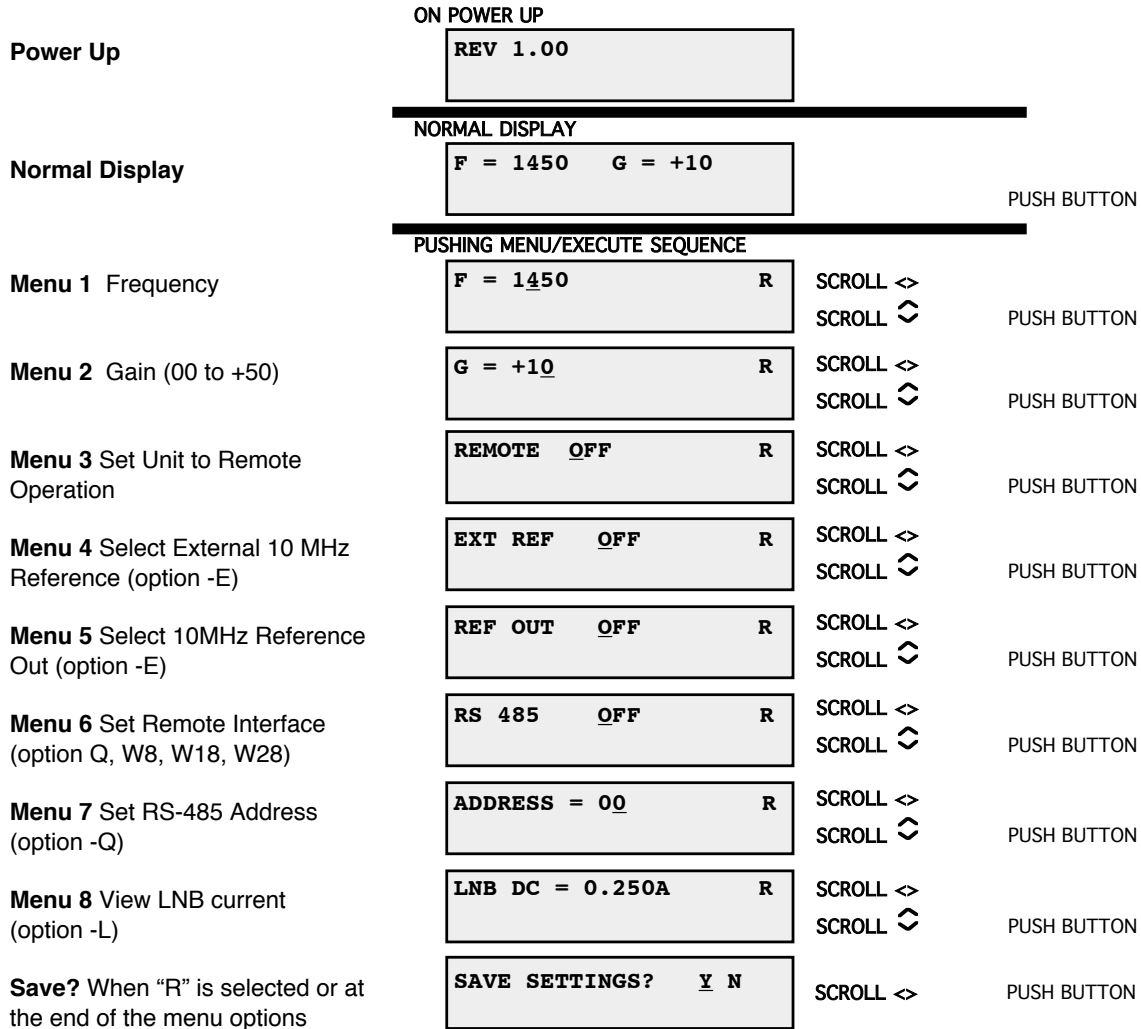 ON POWER UP
Power Up
REV 1.00
NORMAL DISPLAY
Normal Display
F = 1450 G = +10
PUSH BUTTON
PUSHING MENU/EXECUTE SEQUENCE
Menu 1 Frequency
F = 1450 R
SCROLL <>
SCROLL
PUSH BUTTON
Menu 2 Gain (00 to +50)
G = +10 R
SCROLL <>
SCROLL
PUSH BUTTON
Menu 3 Set Unit to Remote
Operation
REMOTE OFF R
SCROLL <>
SCROLL
PUSH BUTTON
Menu 4 Select External 10 MHz
Reference (option -E)
EXT REF OFF R
SCROLL <>
SCROLL
PUSH BUTTON
Menu 5 Select 10MHz Reference
Out (option -E)
REF OUT OFF R
SCROLL <>
SCROLL
PUSH BUTTON
Menu 6 Set Remote Interface
(option Q, W8, W18, W28)
RS 485 OFF R
SCROLL <>
SCROLL
PUSH BUTTON
Menu 7 Set RS-485 Address
(option -Q)
ADDRESS = 00 R
SCROLL <>
SCROLL
PUSH BUTTON
Menu 8 View LNB current
(option -L)
LNB DC = 0.250A R
SCROLL <>
SCROLL
PUSH BUTTON
Save? When “R” is selected or at
the end of the menu options
SAVE SETTINGS? Y N
SCROLL <>
PUSH BUTTON